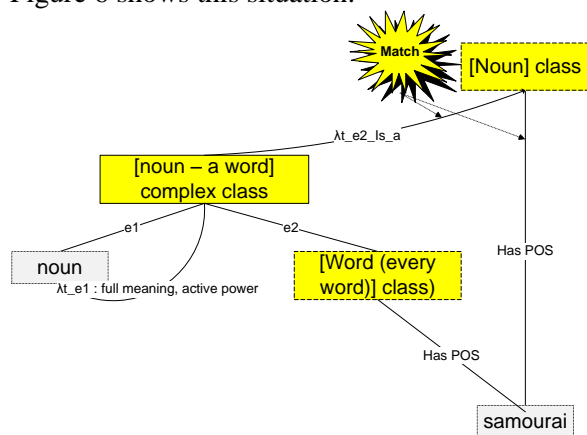 Figure 6 shows this situation.
Match
[Noun] class
λt_e2_Is_a
[noun – a word]
complex class
e1
e2
noun
λt_e1 : full meaning, active power
[Word (every
word)] class)
Has POS
Has POS
samourai